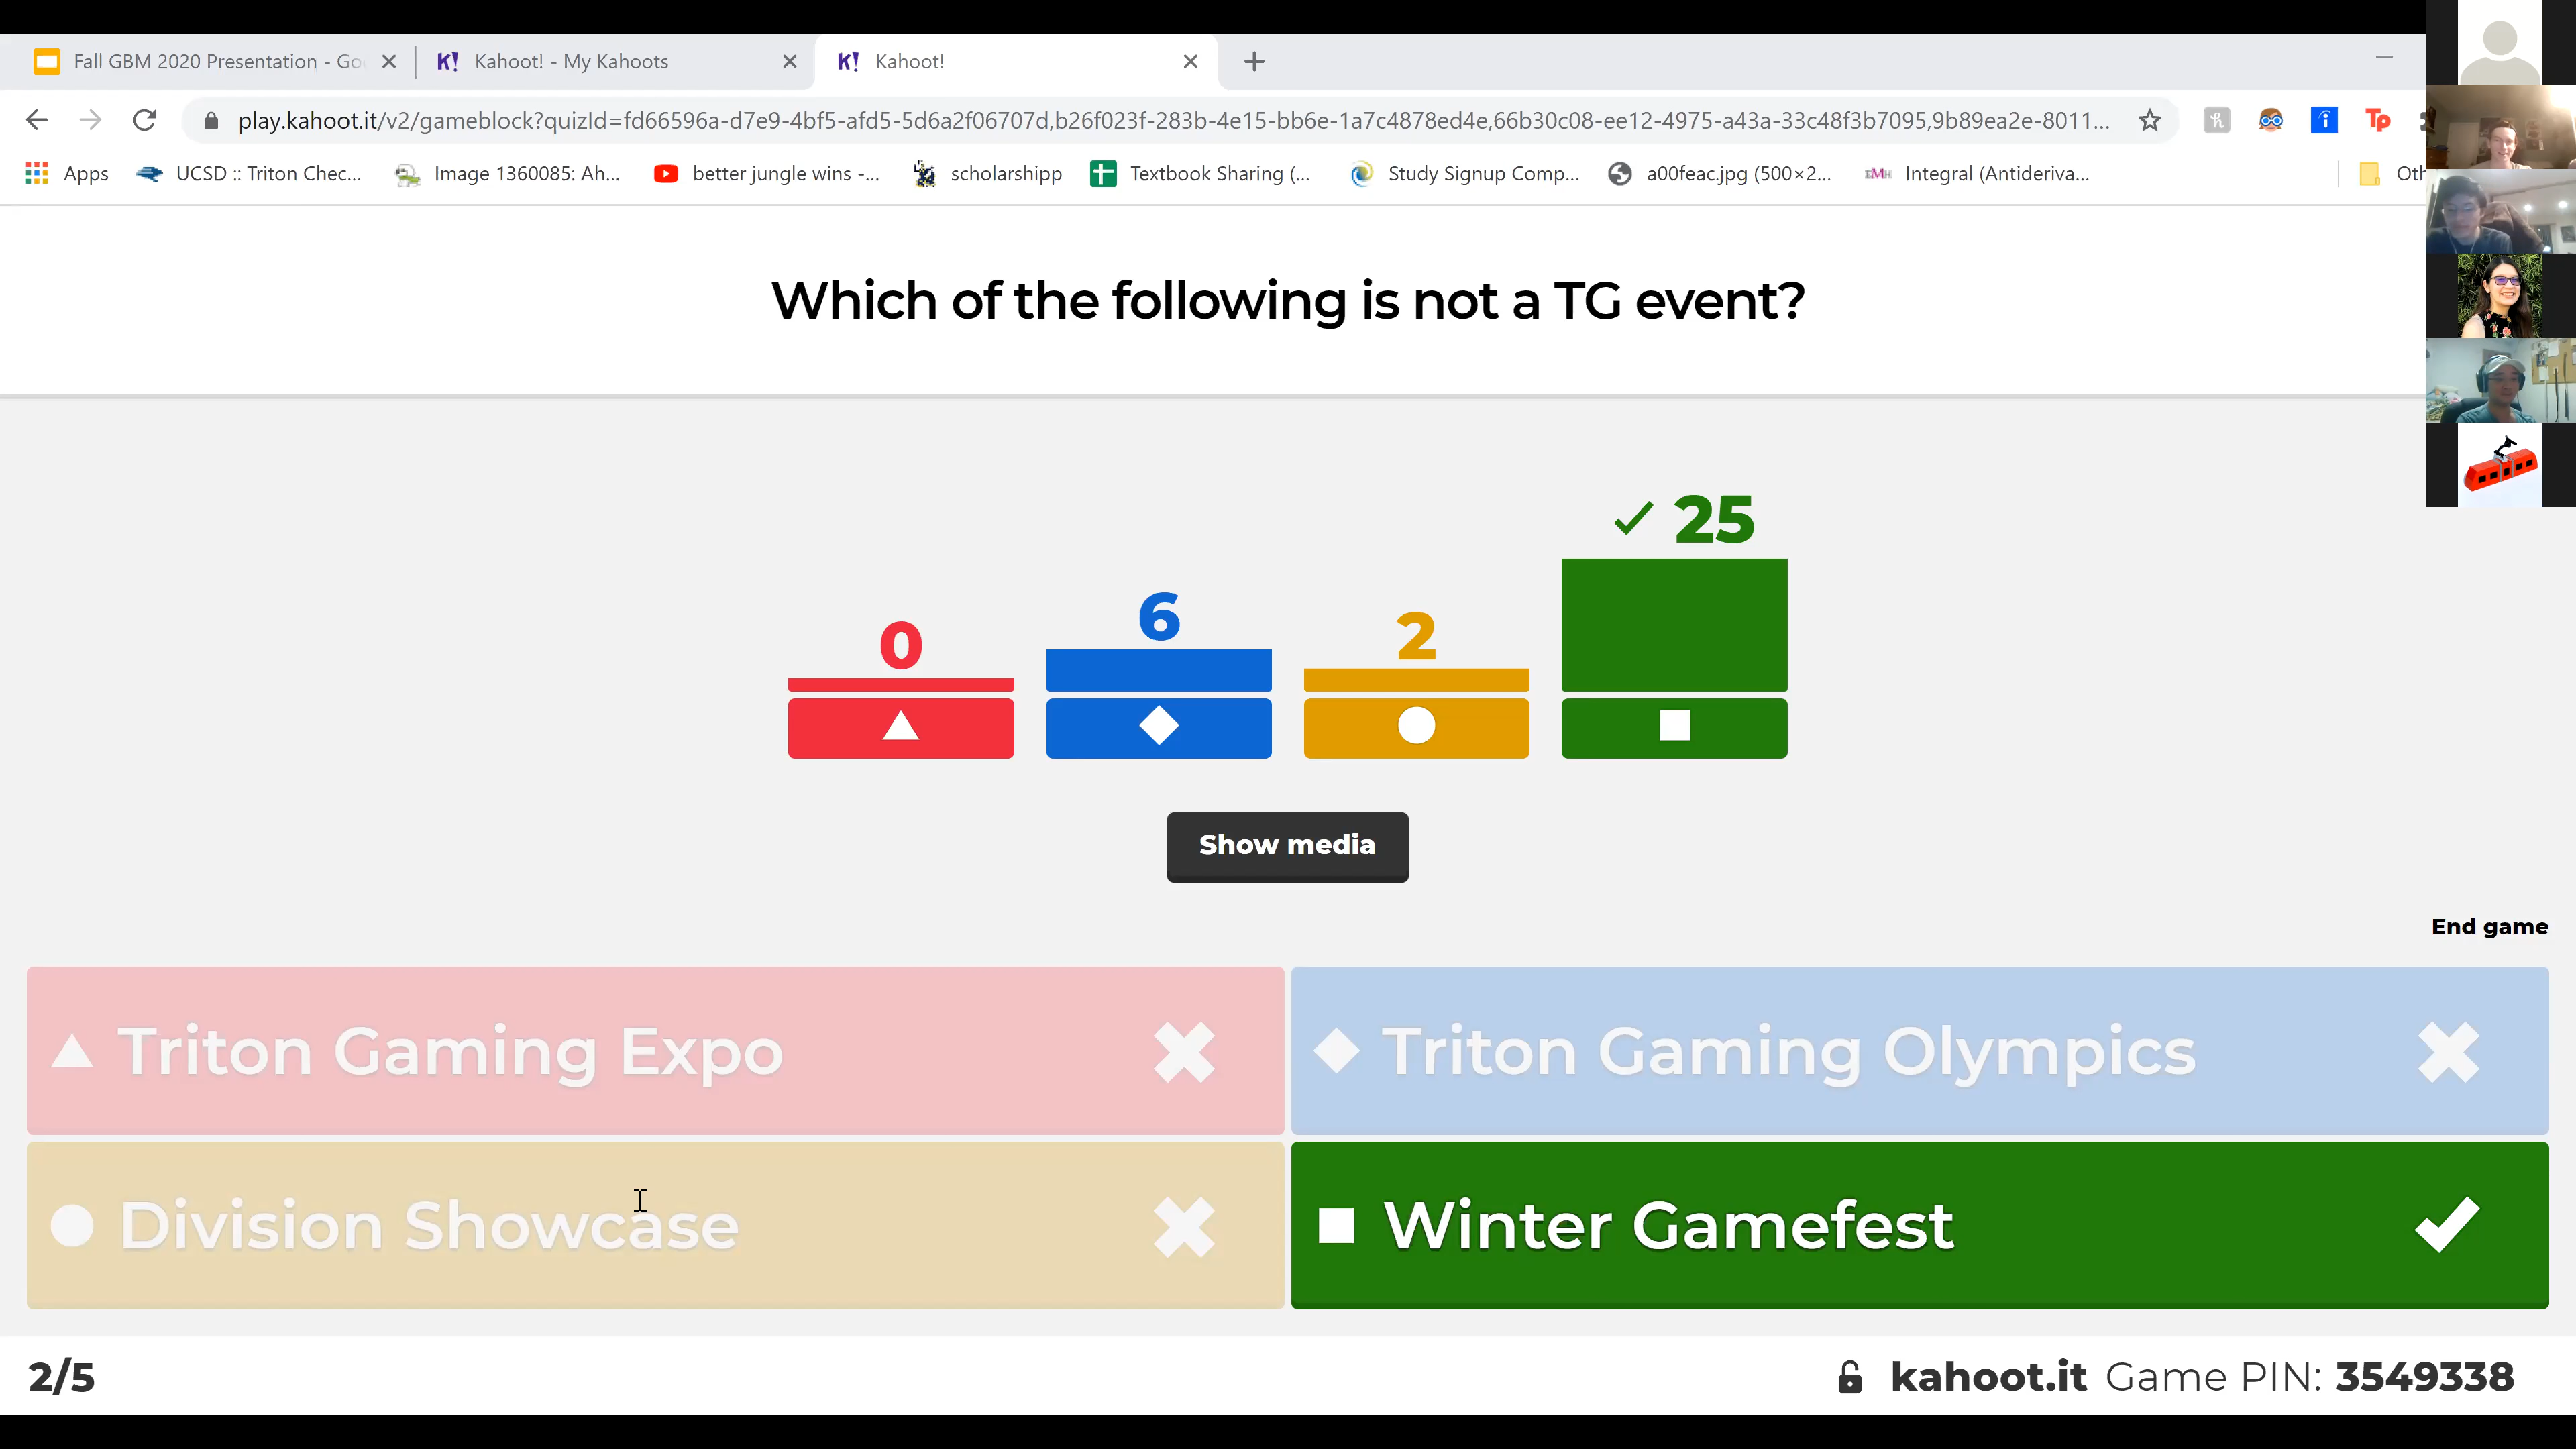 Fall GBM 2020 Presentation - Go
K! Kahoot! - My Kahoots
K! Kahoot!
play.kahoot.it/v2/gameblock?quizId=fd66596a-d7e9-4bf5-afd5-5d6a2f06707d,b26f023f-283b-4e15-bb6e-1a7c4878ed4e,66b30c08-ee12-4975-a43a-33c48f3b7095,9b89ea2e-8011...
h
i
Tp
Apps
UCSD :: Triton Chec...
Image 1360085: Ah...
better jungle wins -...
scholarshipp
Textbook Sharing (...
Study Signup Comp...
a00feac.jpg (500×2...
Integral (Antideriva...
Oth
Which of the following is not a TG event?
0
6
2
25
Show media
End game
Triton Gaming Expo
Triton Gaming Olympics
Division Showcase
Winter Gamefest
2/5
kahoot.it Game PIN: 3549338